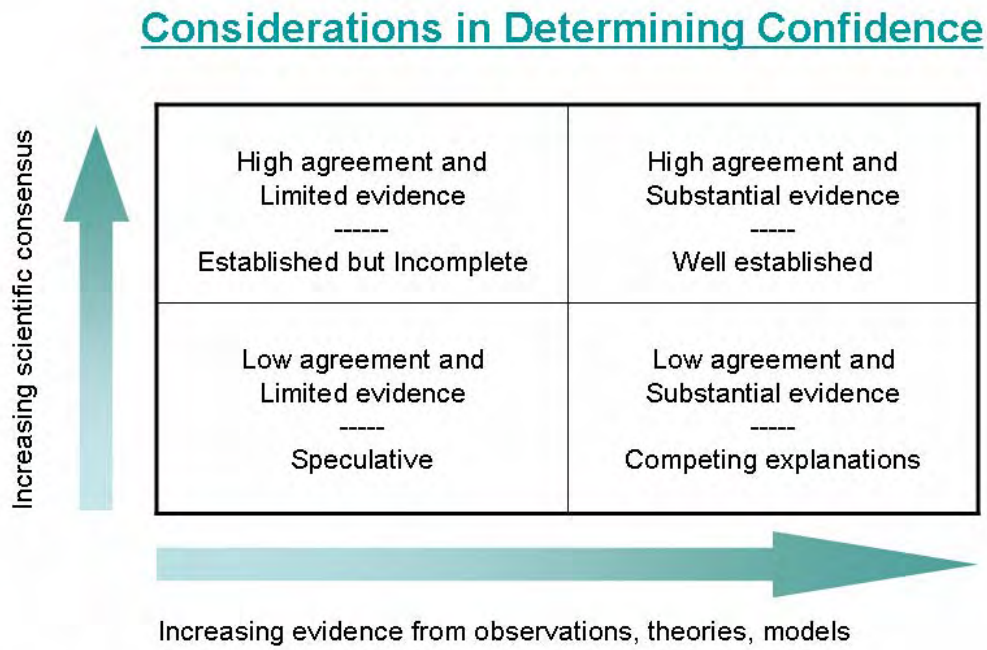 Considerations in Determining Confidence
Increasing scientific consensus
High agreement and
Limited evidence
------
Established but Incomplete
High agreement and
Substantial evidence
-----
Well established
Low agreement and
Limited evidence
-----
Speculative
Low agreement and
Substantial evidence
-----
Competing explanations
Increasing evidence from observations, theories, models